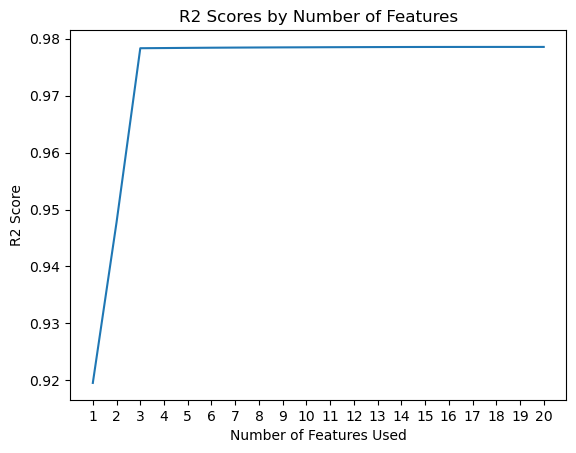 R2 Scores by Number of Features
0.98
0.97
0.96
0.95
0.94
0.93
0.92
R2 Score
1 2 3 4 5 6 7 8 9 10 11 12 13 14 15 16 17 18 19 20
Number of Features Used